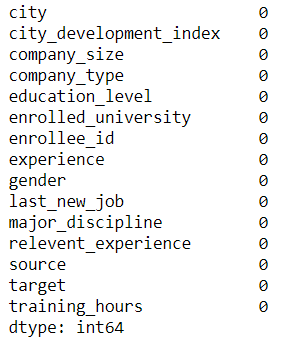 city 0
city_development_index 0
company_size 0
company_type 0
education_level 0
enrolled_university 0
enrollee_id 0
experience 0
gender 0
last_new_job 0
major_discipline 0
relevent_experience 0
source 0
target 0
training_hours 0
dtype: int64